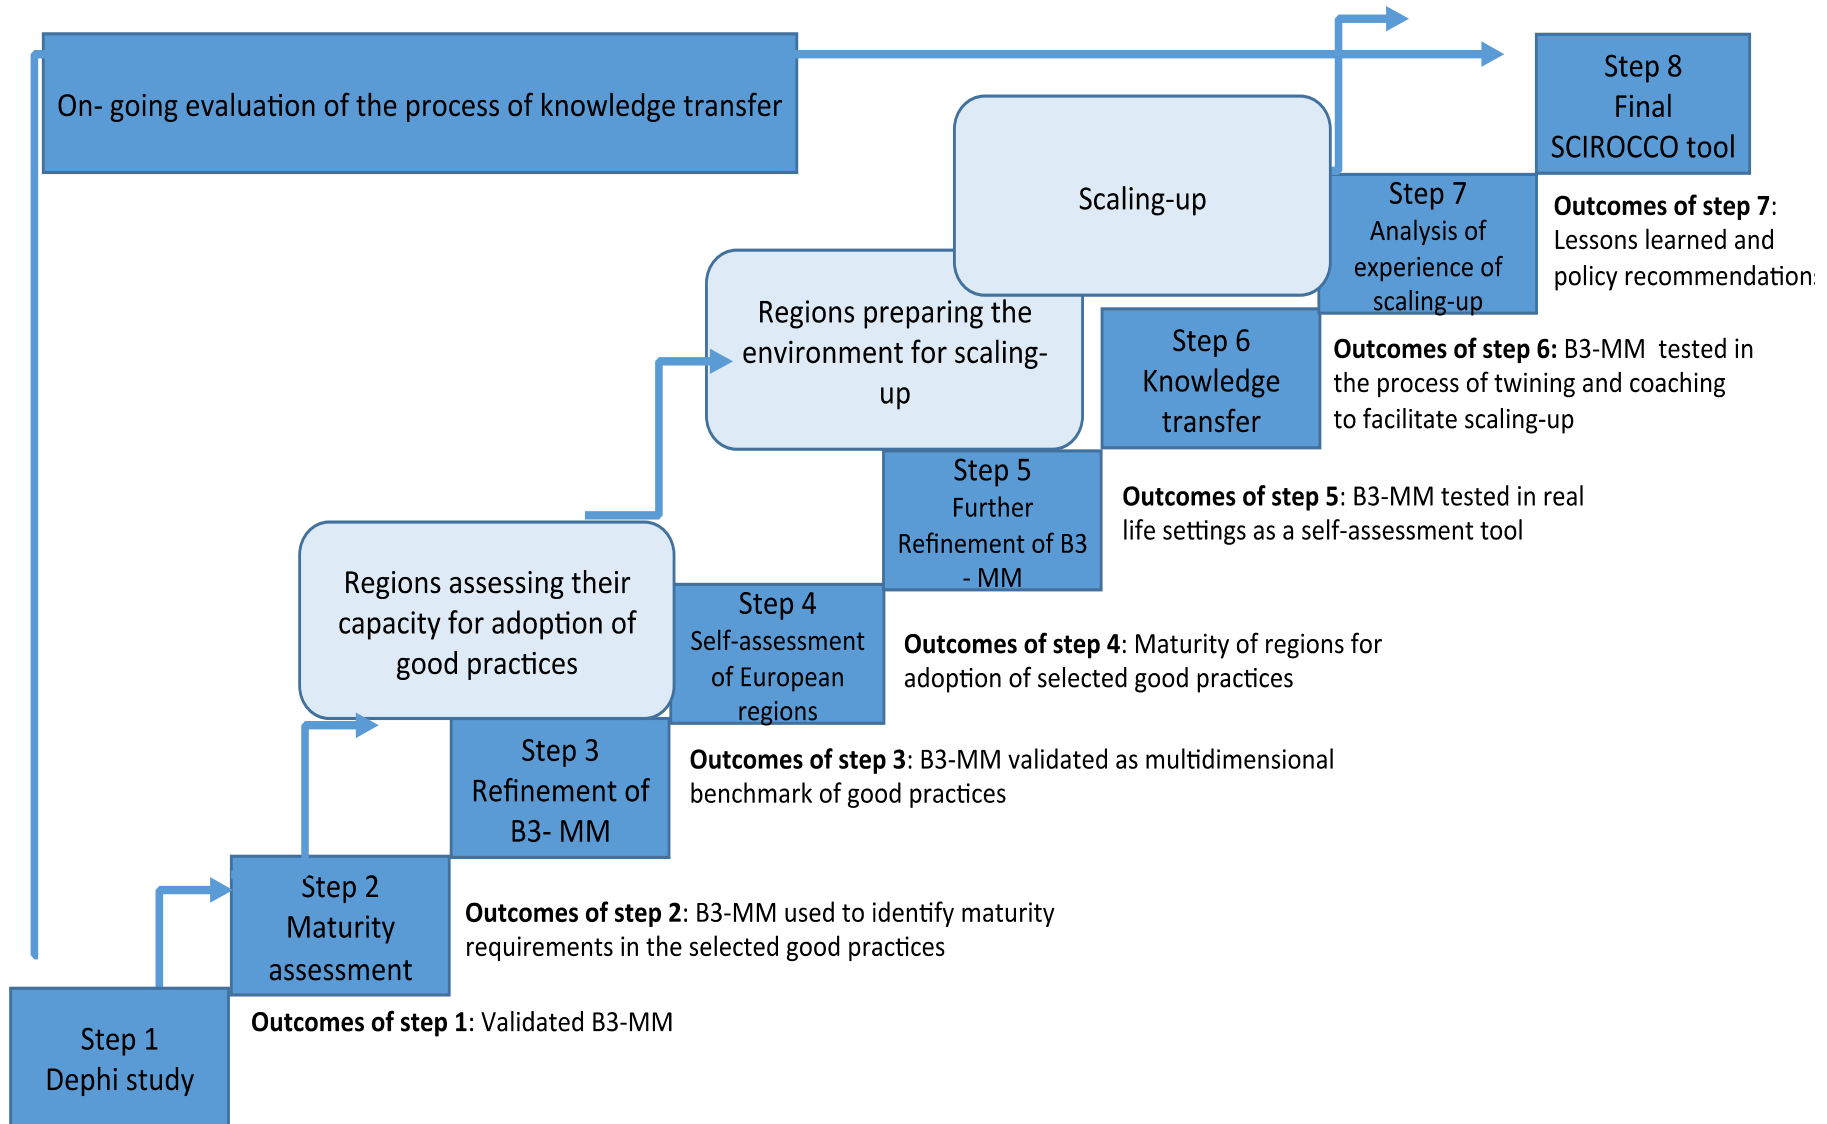 On- going evaluation of the process of knowledge transfer
Step 8
Final
SCIROCCO tool
Scaling-up
Step 7
Analysis of
experience of
scaling-up
Outcomes of step 7:
Lessons learned and
policy recommendations
Regions preparing the
environment for scaling-
up
Step 6
Knowledge
transfer
Outcomes of step 6: B3-MM tested in
the process of twining and coaching
to facilitate scaling-up
Step 5
Further
Refinement of B3
- MM
Outcomes of step 5: B3-MM tested in real
life settings as a self-assessment tool
Regions assessing their
capacity for adoption of
good practices
Step 4
Self-assessment
of European
regions
Outcomes of step 4: Maturity of regions for
adoption of selected good practices
Step 3
Refinement of
B3- MM
Outcomes of step 3: B3-MM validated as multidimensional
benchmark of good practices
Step 2
Maturity
assessment
Outcomes of step 2: B3-MM used to identify maturity
requirements in the selected good practices
Step 1
Dephi study
Outcomes of step 1: Validated B3-MM